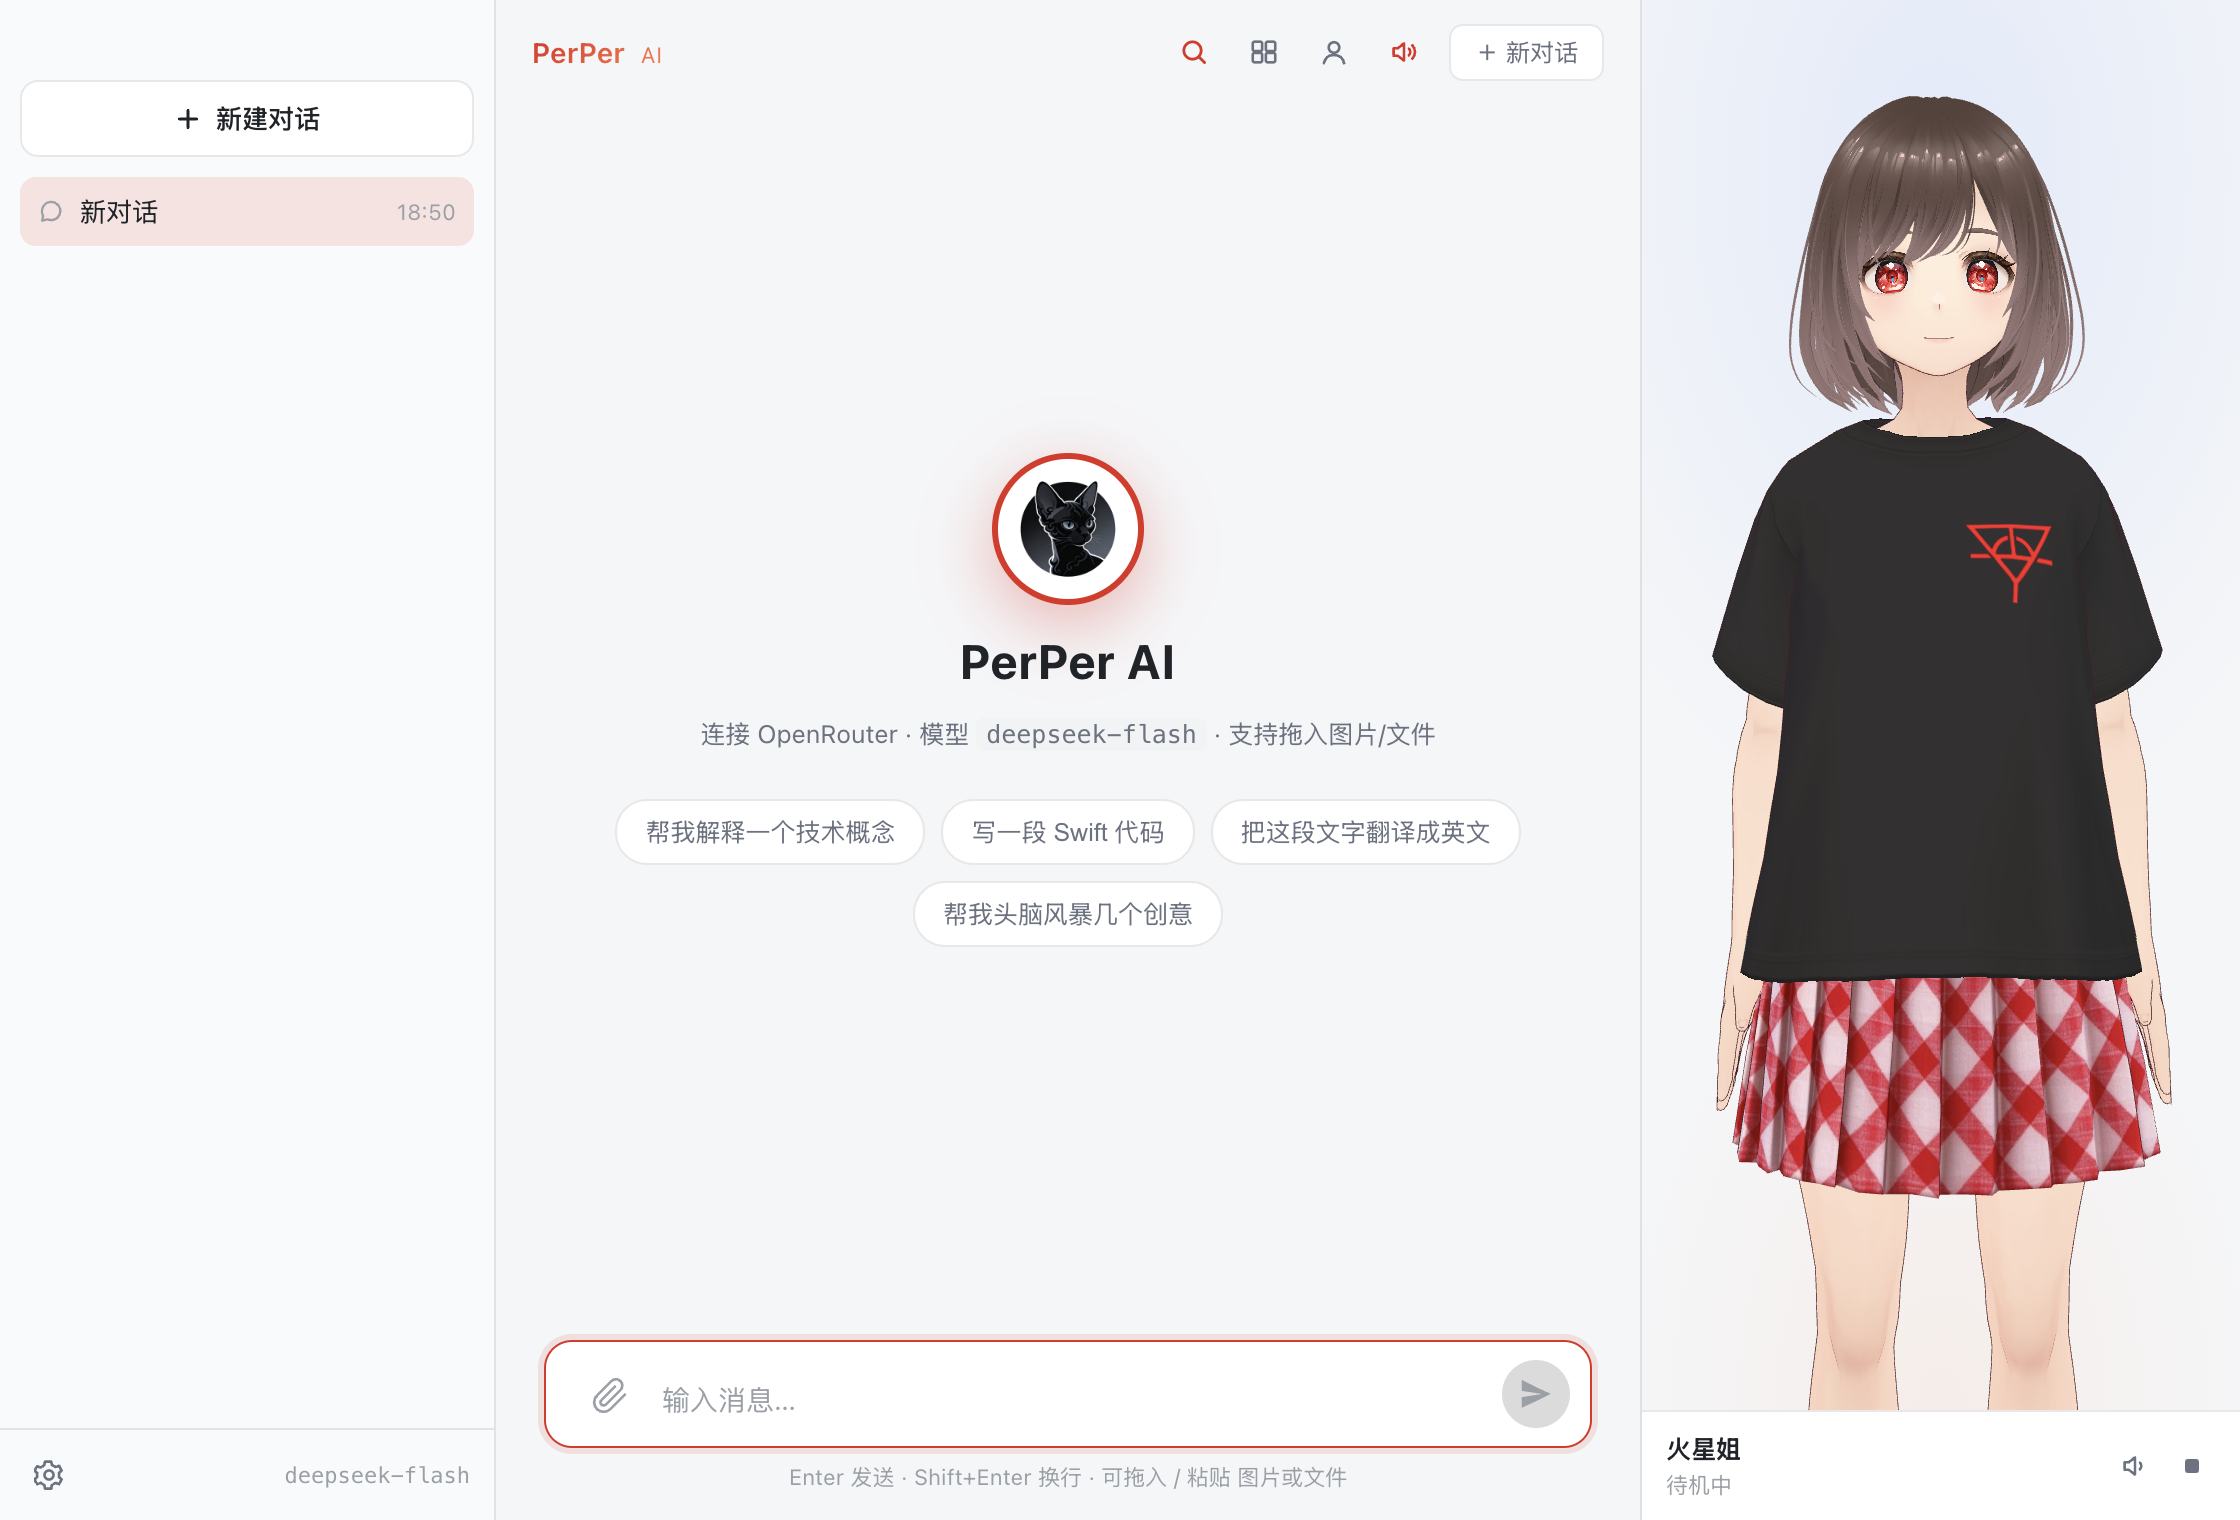 新建对话
新对话 18:50
deepseek-flash
PerPer AI
新对话
PerPer AI
连接 OpenRouter · 模型 deepseek-flash · 支持拖入图片/文件
帮我解释一个技术概念
写一段 Swift 代码
把这段文字翻译成英文
帮我头脑风暴几个创意
输入消息...
Enter 发送 · Shift+Enter 换行 · 可拖入 / 粘贴 图片或文件
火星姐
待机中